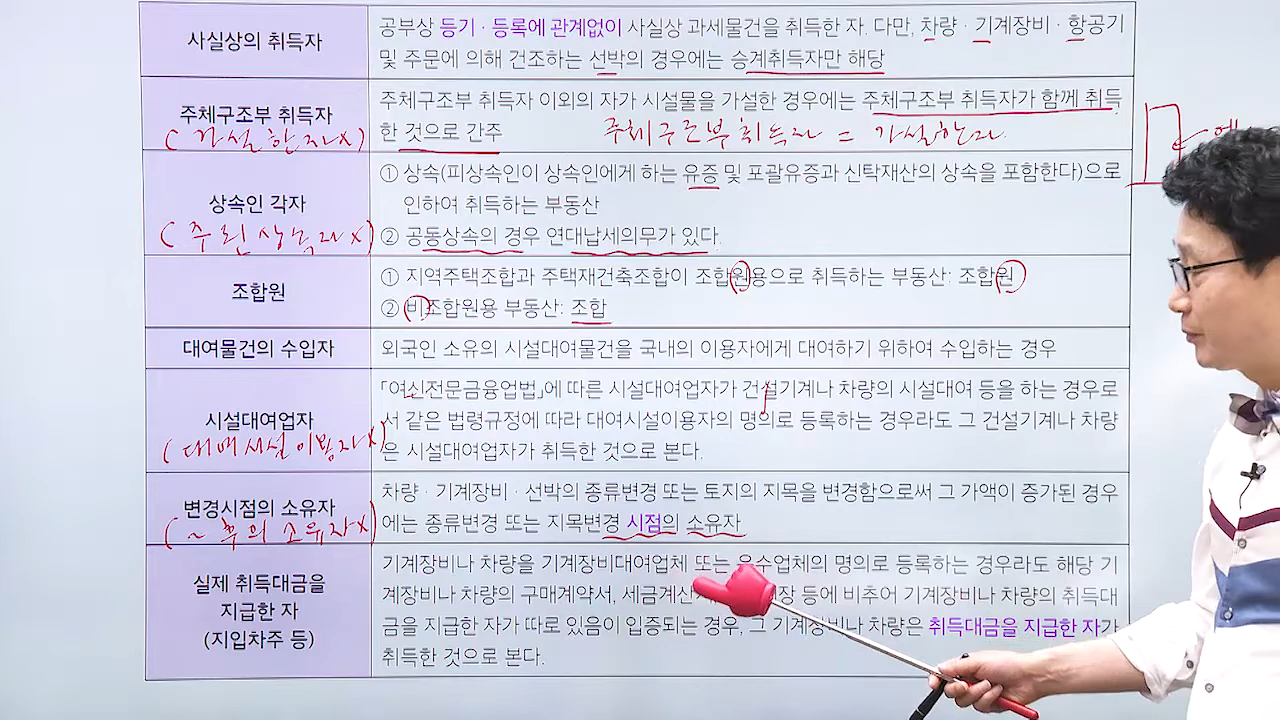 사실상의 취득자
공부상 등기·등록에 관계없이 사실상 과세물건을 취득한 자. 다만, 차량·기계장비·항공기
및 주문에 의해 건조하는 선박의 경우에는 승계취득자만 해당
주체구조부 취득자
(가설한자X)
주체구조부 취득자 이외의 자가 시설물을 가설한 경우에는 주체구조부 취득자가 함께 취득
한 것으로 간주
주체구조부취득자 = 가설한자.
상속인 각자
(주된상속자X)
① 상속(피상속인이 상속인에게 하는 유증 및 포괄유증과 신탁재산의 상속을 포함한다)으로
인하여 취득하는 부동산
② 공동상속의 경우 연대납세의무가 있다.
조합원
① 지역주택조합과 주택재건축조합이 조합원용으로 취득하는 부동산: 조합원
② 비조합원용 부동산: 조합
대여물건의 수입자
외국인 소유의 시설대여물건을 국내의 이용자에게 대여하기 위하여 수입하는 경우
시설대여업자
(대여시설이용자X)
「여신전문금융업법」에 따른 시설대여업자가 건설기계나 차량의 시설대여 등을 하는 경우로
서 같은 법령규정에 따라 대여시설이용자의 명의로 등록하는 경우라도 그 건설기계나 차량
은 시설대여업자가 취득한 것으로 본다.
변경시점의 소유자
(~후의 소유자X)
차량·기계장비·선박의 종류변경 또는 토지의 지목을 변경함으로써 그 가액이 증가된 경우
에는 종류변경 또는 지목변경 시점의 소유자
실제 취득대금을
지급한 자
(지입차주 등)
기계장비나 차량을 기계장비대여업체 또는 운수업체의 명의로 등록하는 경우라도 해당 기
계장비나 차량의 구매계약서, 세금계산 등에 비추어 기계장비나 차량의 취득대
금을 지급한 자가 따로 있음이 입증되는 경우, 그 기계장비나 차량은 취득대금을 지급한 자가
취득한 것으로 본다.